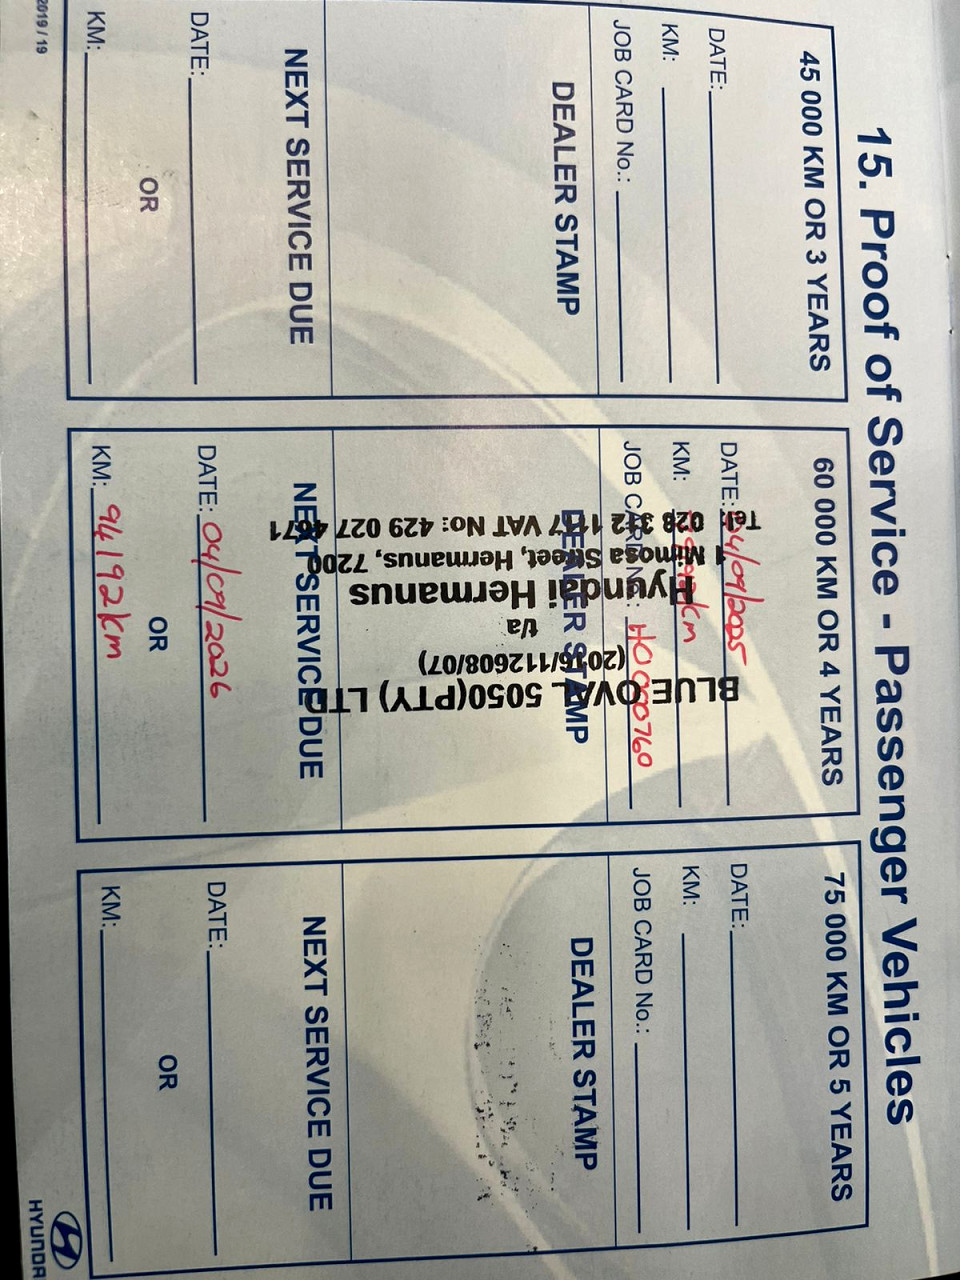 15. Proof of Service - Passenger Vehicles
45 000 KM OR 3 YEARS
DATE:
KM:
JOB CARD No.:
DEALER STAMP
NEXT SERVICE DUE
DATE:
OR
KM:
60 000 KM OR 4 YEARS
DATE: 04/09/2025
KM:
JOB CARD No.: HO000760
DEALER STAMP
BLUE OVAL 5050(PTY) LTD
t/a
Hyundai Hermanus
1 Mimosa Street, Hermanus, 7200
Tel: 028 312 1117 VAT No: 429 027 4671
NEXT SERVICE DUE
DATE: 04/09/2026
OR
KM: 94192km
75 000 KM OR 5 YEARS
DATE:
KM:
JOB CARD No.:
DEALER STAMP
NEXT SERVICE DUE
DATE:
OR
KM:
2019 / 19
HYUNDAI